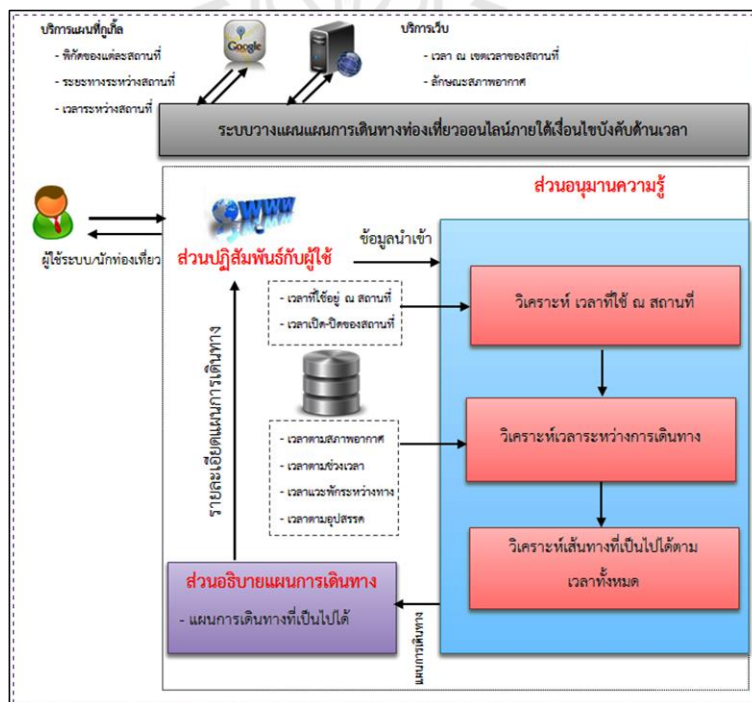 บริการแผนที่กูเกิ้ล
- พิกัดของแต่ละสถานที่
- ระยะทางระหว่างสถานที่
- เวลาระหว่างสถานที่
Google
บริการเว็บ
- เวลา ณ เขตเวลาของสถานที่
- ลักษณะสภาพอากาศ
ระบบวางแผนแผนการเดินทางท่องเที่ยวออนไลน์ภายใต้เงื่อนไขบังคับด้านเวลา
ผู้ใช้ระบบ/นักท่องเที่ยว
WWW
ส่วนปฏิสัมพันธ์กับผู้ใช้
ข้อมูลนำเข้า
ส่วนอนุมานความรู้
- เวลาที่ใช้อยู่ ณ สถานที่
- เวลาเปิด-ปิดของสถานที่
วิเคราะห์ เวลาที่ใช้ ณ สถานที่
- เวลาตามสภาพอากาศ
- เวลาตามช่วงเวลา
- เวลาแวะพักระหว่างทาง
- เวลาตามอุปสรรค
วิเคราะห์เวลาระหว่างการเดินทาง
วิเคราะห์เส้นทางที่เป็นไปได้ตาม
เวลาทั้งหมด
รายละเอียดแผนการเดินทาง
ส่วนอธิบายแผนการเดินทาง
- แผนการเดินทางที่เป็นไปได้
แผนการเดินทาง